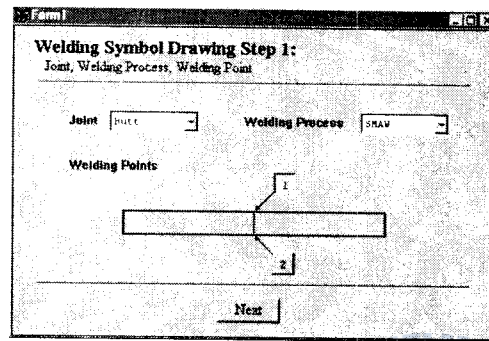 Form1
Welding Symbol Drawing Step 1:
Joint, Welding Process, Welding Point
Joint Butt Welding Process SMAW
Welding Points
1
2
Next